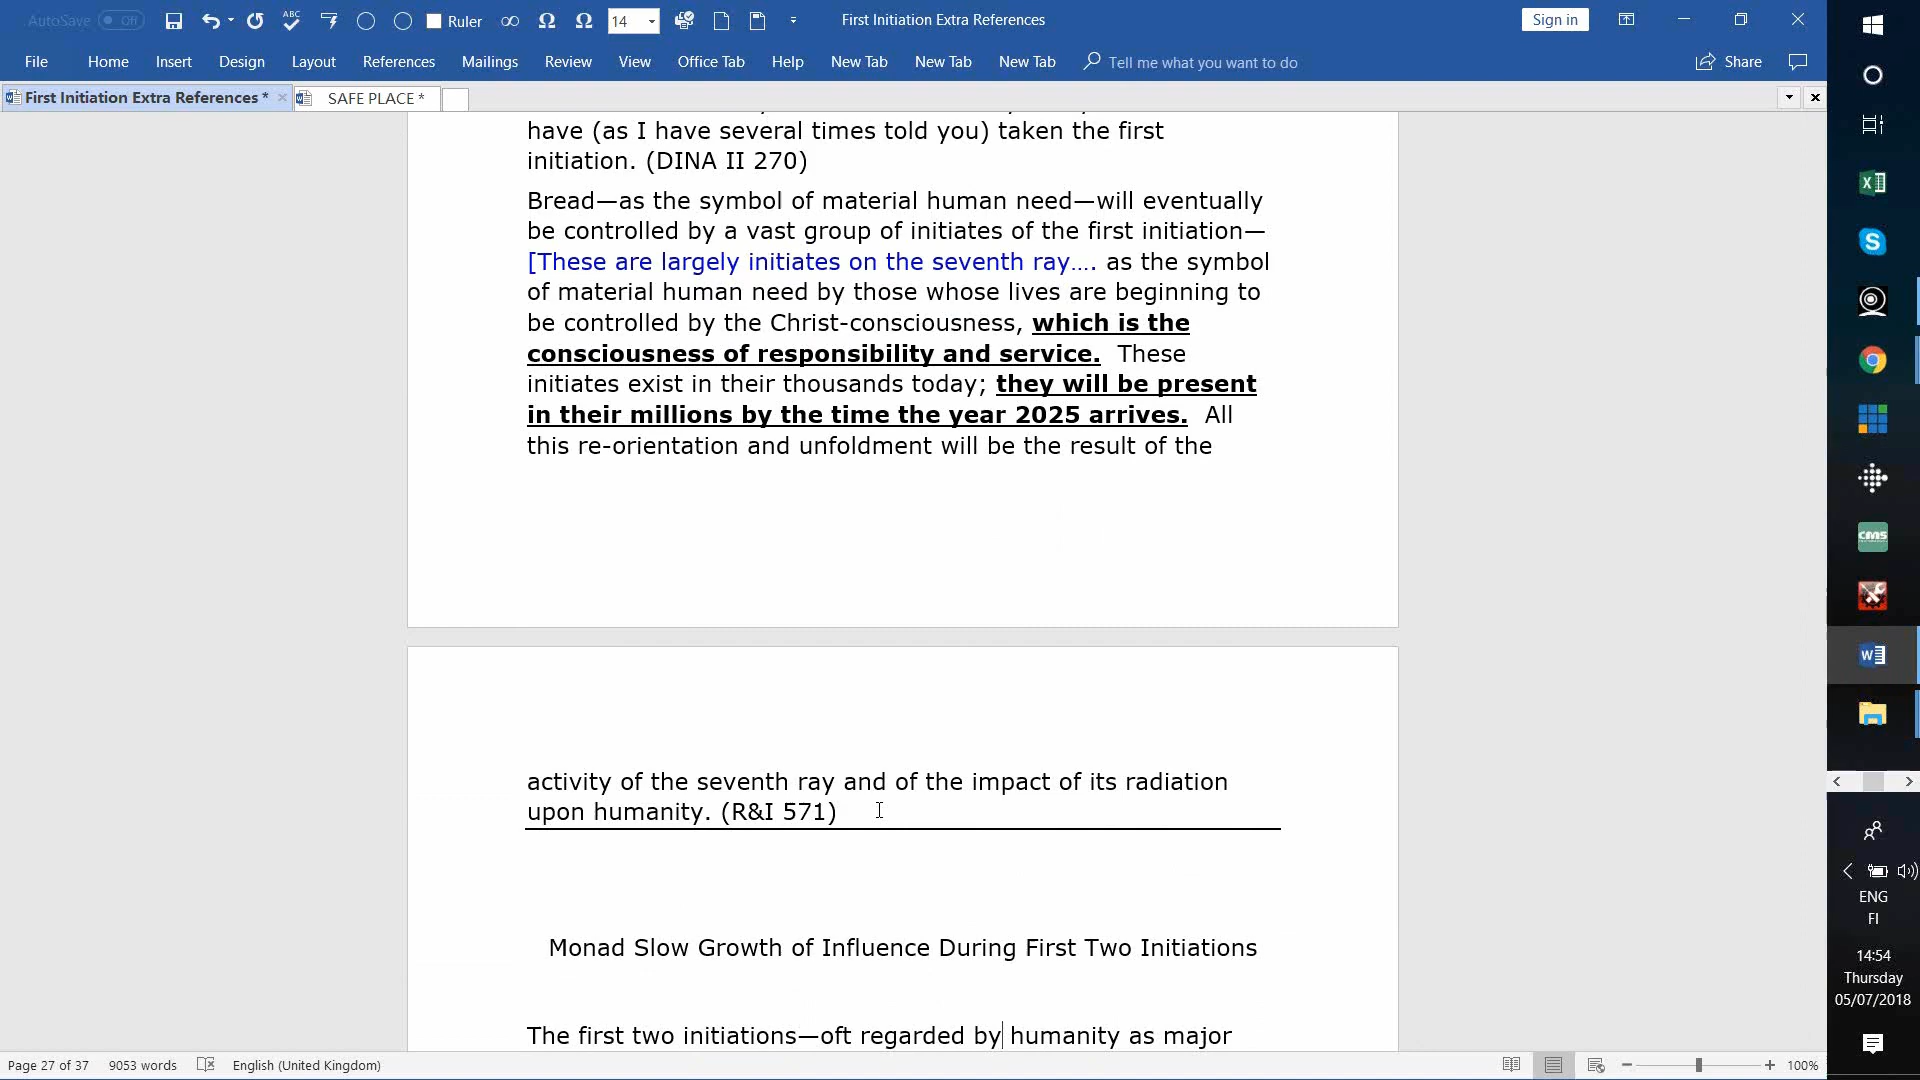 AutoSave Off ABC Ruler 14 First Initiation Extra References Sign in
File Home Insert Design Layout References Mailings Review View Office Tab Help New Tab New Tab New Tab Tell me what you want to do Share
First Initiation Extra References * SAFE PLACE *
have (as I have several times told you) taken the first
initiation. (DINA II 270)
Bread—as the symbol of material human need—will eventually
be controlled by a vast group of initiates of the first initiation—
[These are largely initiates on the seventh ray…. as the symbol
of material human need by those whose lives are beginning to
be controlled by the Christ-consciousness, which is the
consciousness of responsibility and service. These
initiates exist in their thousands today; they will be present
in their millions by the time the year 2025 arrives. All
this re-orientation and unfoldment will be the result of the
activity of the seventh ray and of the impact of its radiation
upon humanity. (R&I 571)
Monad Slow Growth of Influence During First Two Initiations
The first two initiations—oft regarded by humanity as major
Page 27 of 37 9053 words English (United Kingdom) 100%
cms
ENG
FI
14:54
Thursday
05/07/2018